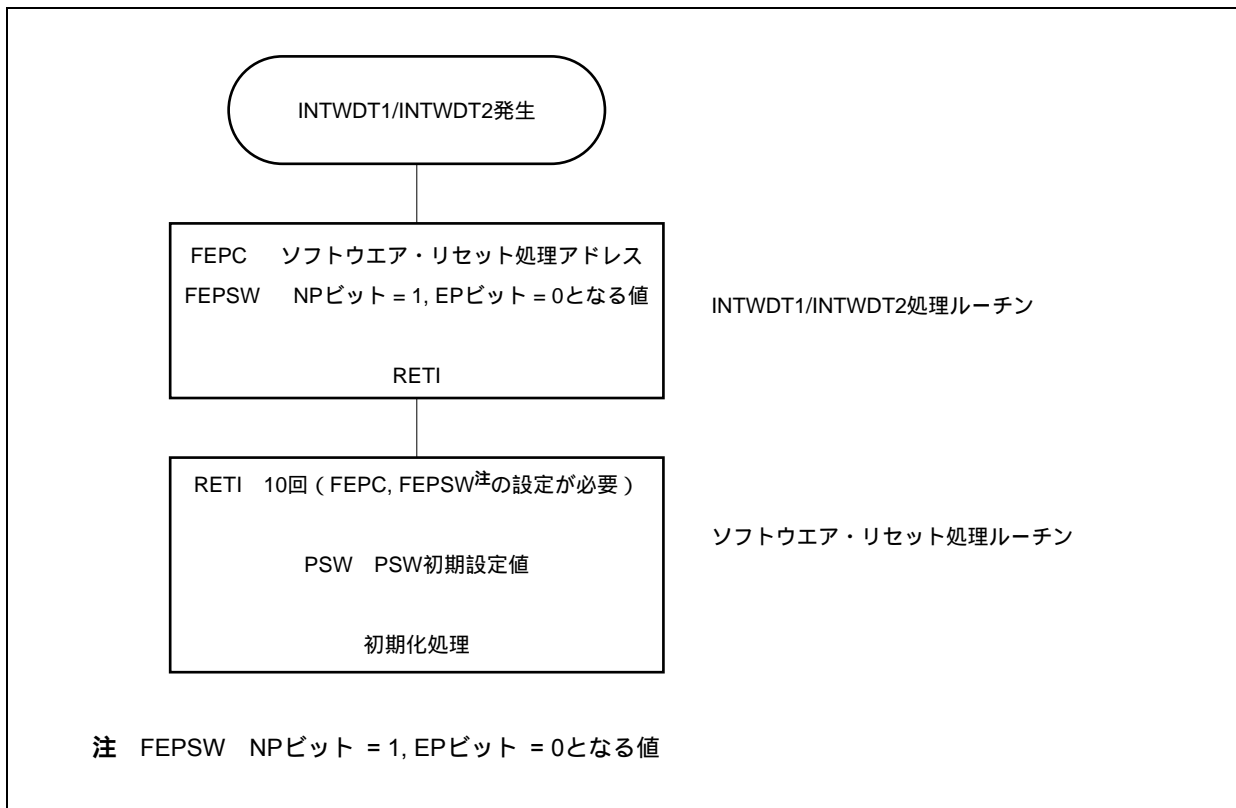 INTWDT1/INTWDT2発生
FEPC　ソフトウエア・リセット処理アドレス
FEPSW　NPビット = 1, EPビット = 0となる値
RETI
INTWDT1/INTWDT2処理ルーチン
RETI　10回（FEPC, FEPSW注の設定が必要）
PSW　PSW初期設定値
初期化処理
ソフトウエア・リセット処理ルーチン
注　FEPSW　NPビット = 1, EPビット = 0となる値